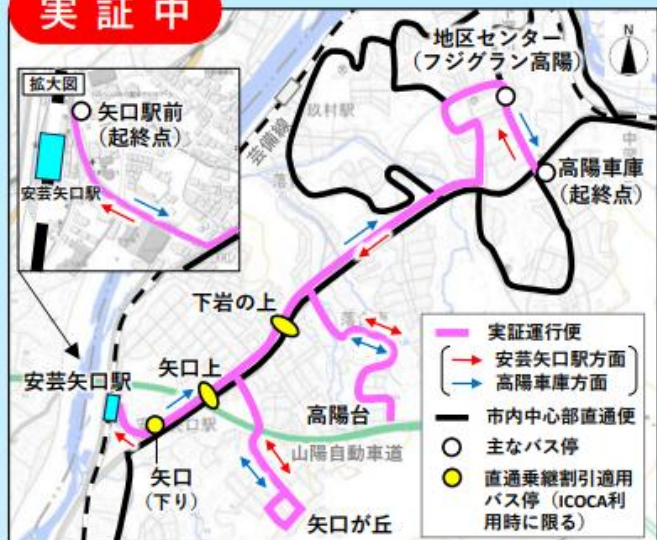 実証中
拡大図
矢口駅前
(起終点)
安芸矢口駅
地区センター
(フジグラン高陽)
N
玖村駅
芸備線
高陽車庫
(起終点)
下岩の上
矢口上
安芸矢口駅
矢口
(下り)
高陽台
山陽自動車道
矢口が丘
実証運行便
安芸矢口駅方面
高陽車庫方面
市内中心部直通便
主なバス停
直通乗継割引適用
バス停（ICOCA利
用時に限る）